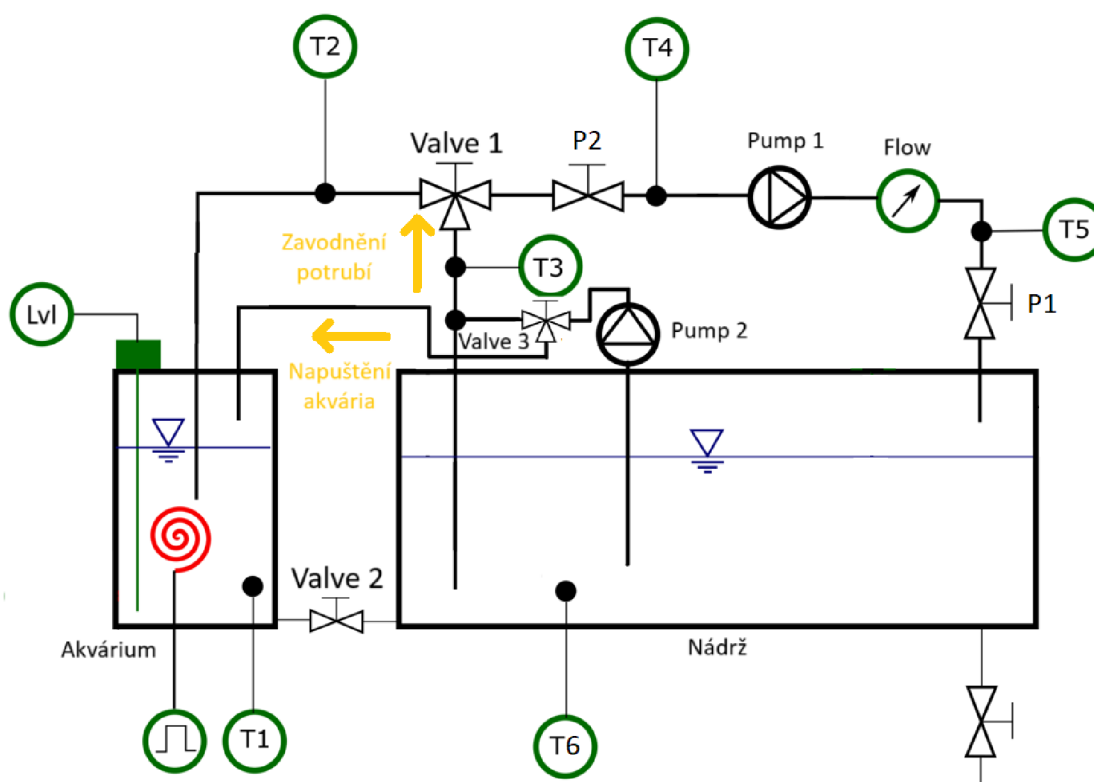 T2
T4
Valve 1
P2
Pump 1
Flow
T5
Zavodnění
potrubí
T3
Lvl
P1
Valve 3
Pump 2
Napuštění
akvária
Valve 2
Akvárium
Nádrž
T1
T6